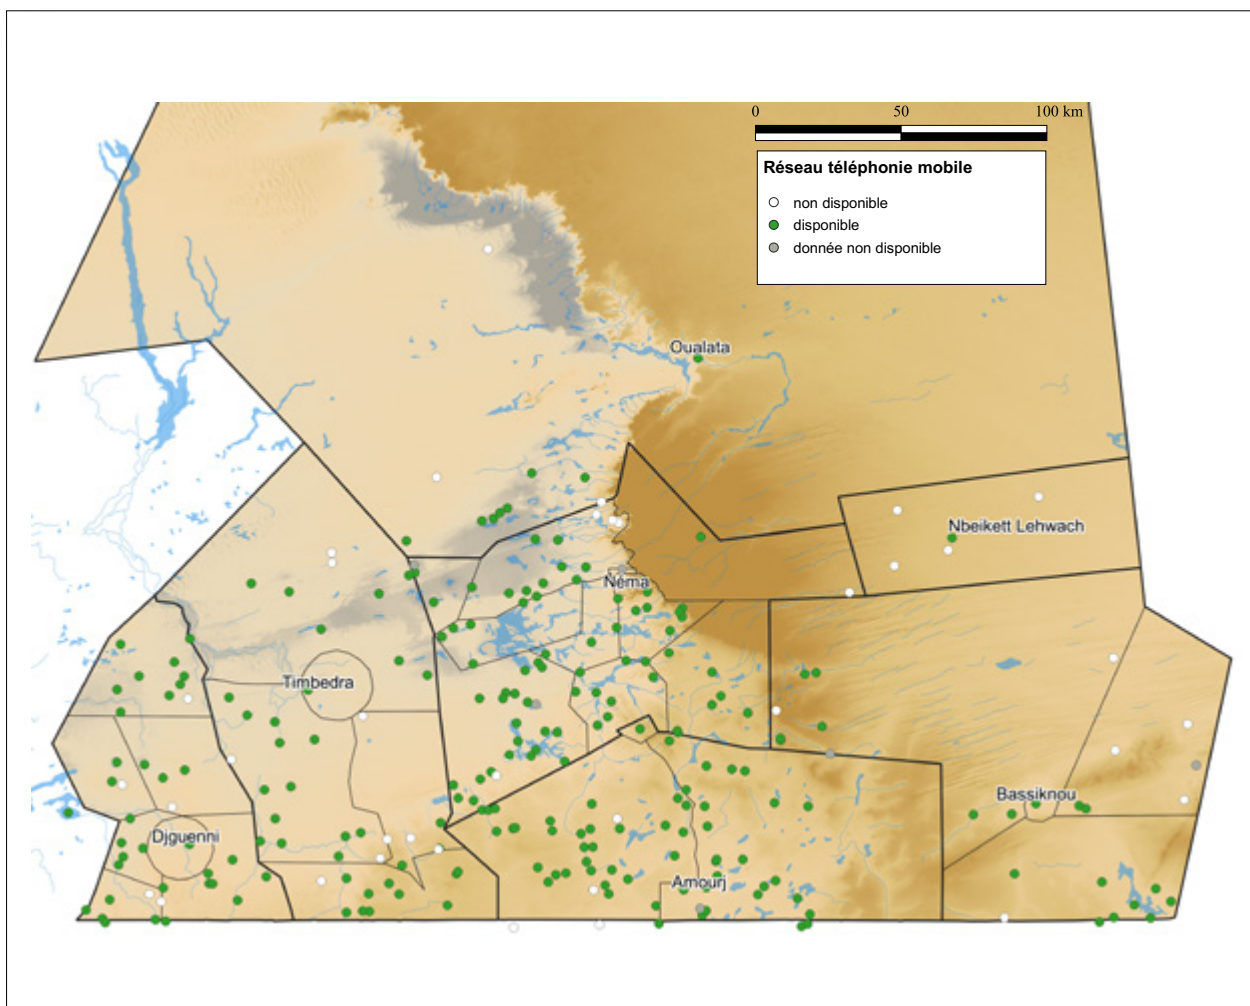 0 50 100 km
Réseau téléphonie mobile
non disponible
disponible
donnée non disponible
Oualata
Nbeikett Lehwach
Néma
Timbedra
Bassiknou
Djguenni
Amourj